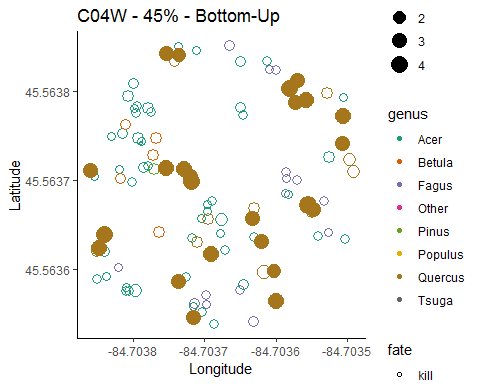 C04W - 45% - Bottom-Up
45.5638
45.5637
45.5636
Latitude
-84.7038
-84.7037
-84.7036
-84.7035
Longitude
2
3
4
genus
Acer
Betula
Fagus
Other
Pinus
Populus
Quercus
Tsuga
fate
kill